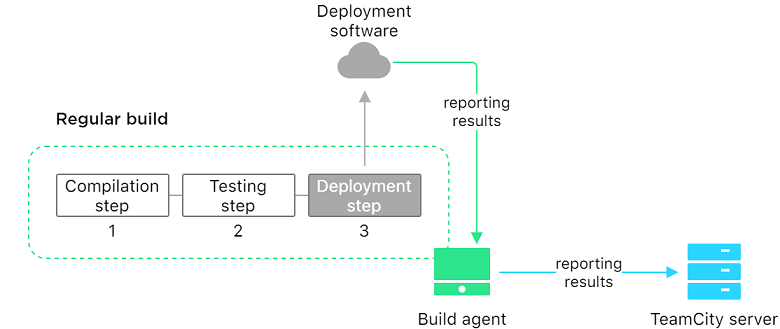 Deployment
software
reporting
results
Regular build
Compilation
step
Testing
step
Deployment
step
1
2
3
reporting
results
Build agent
TeamCity server